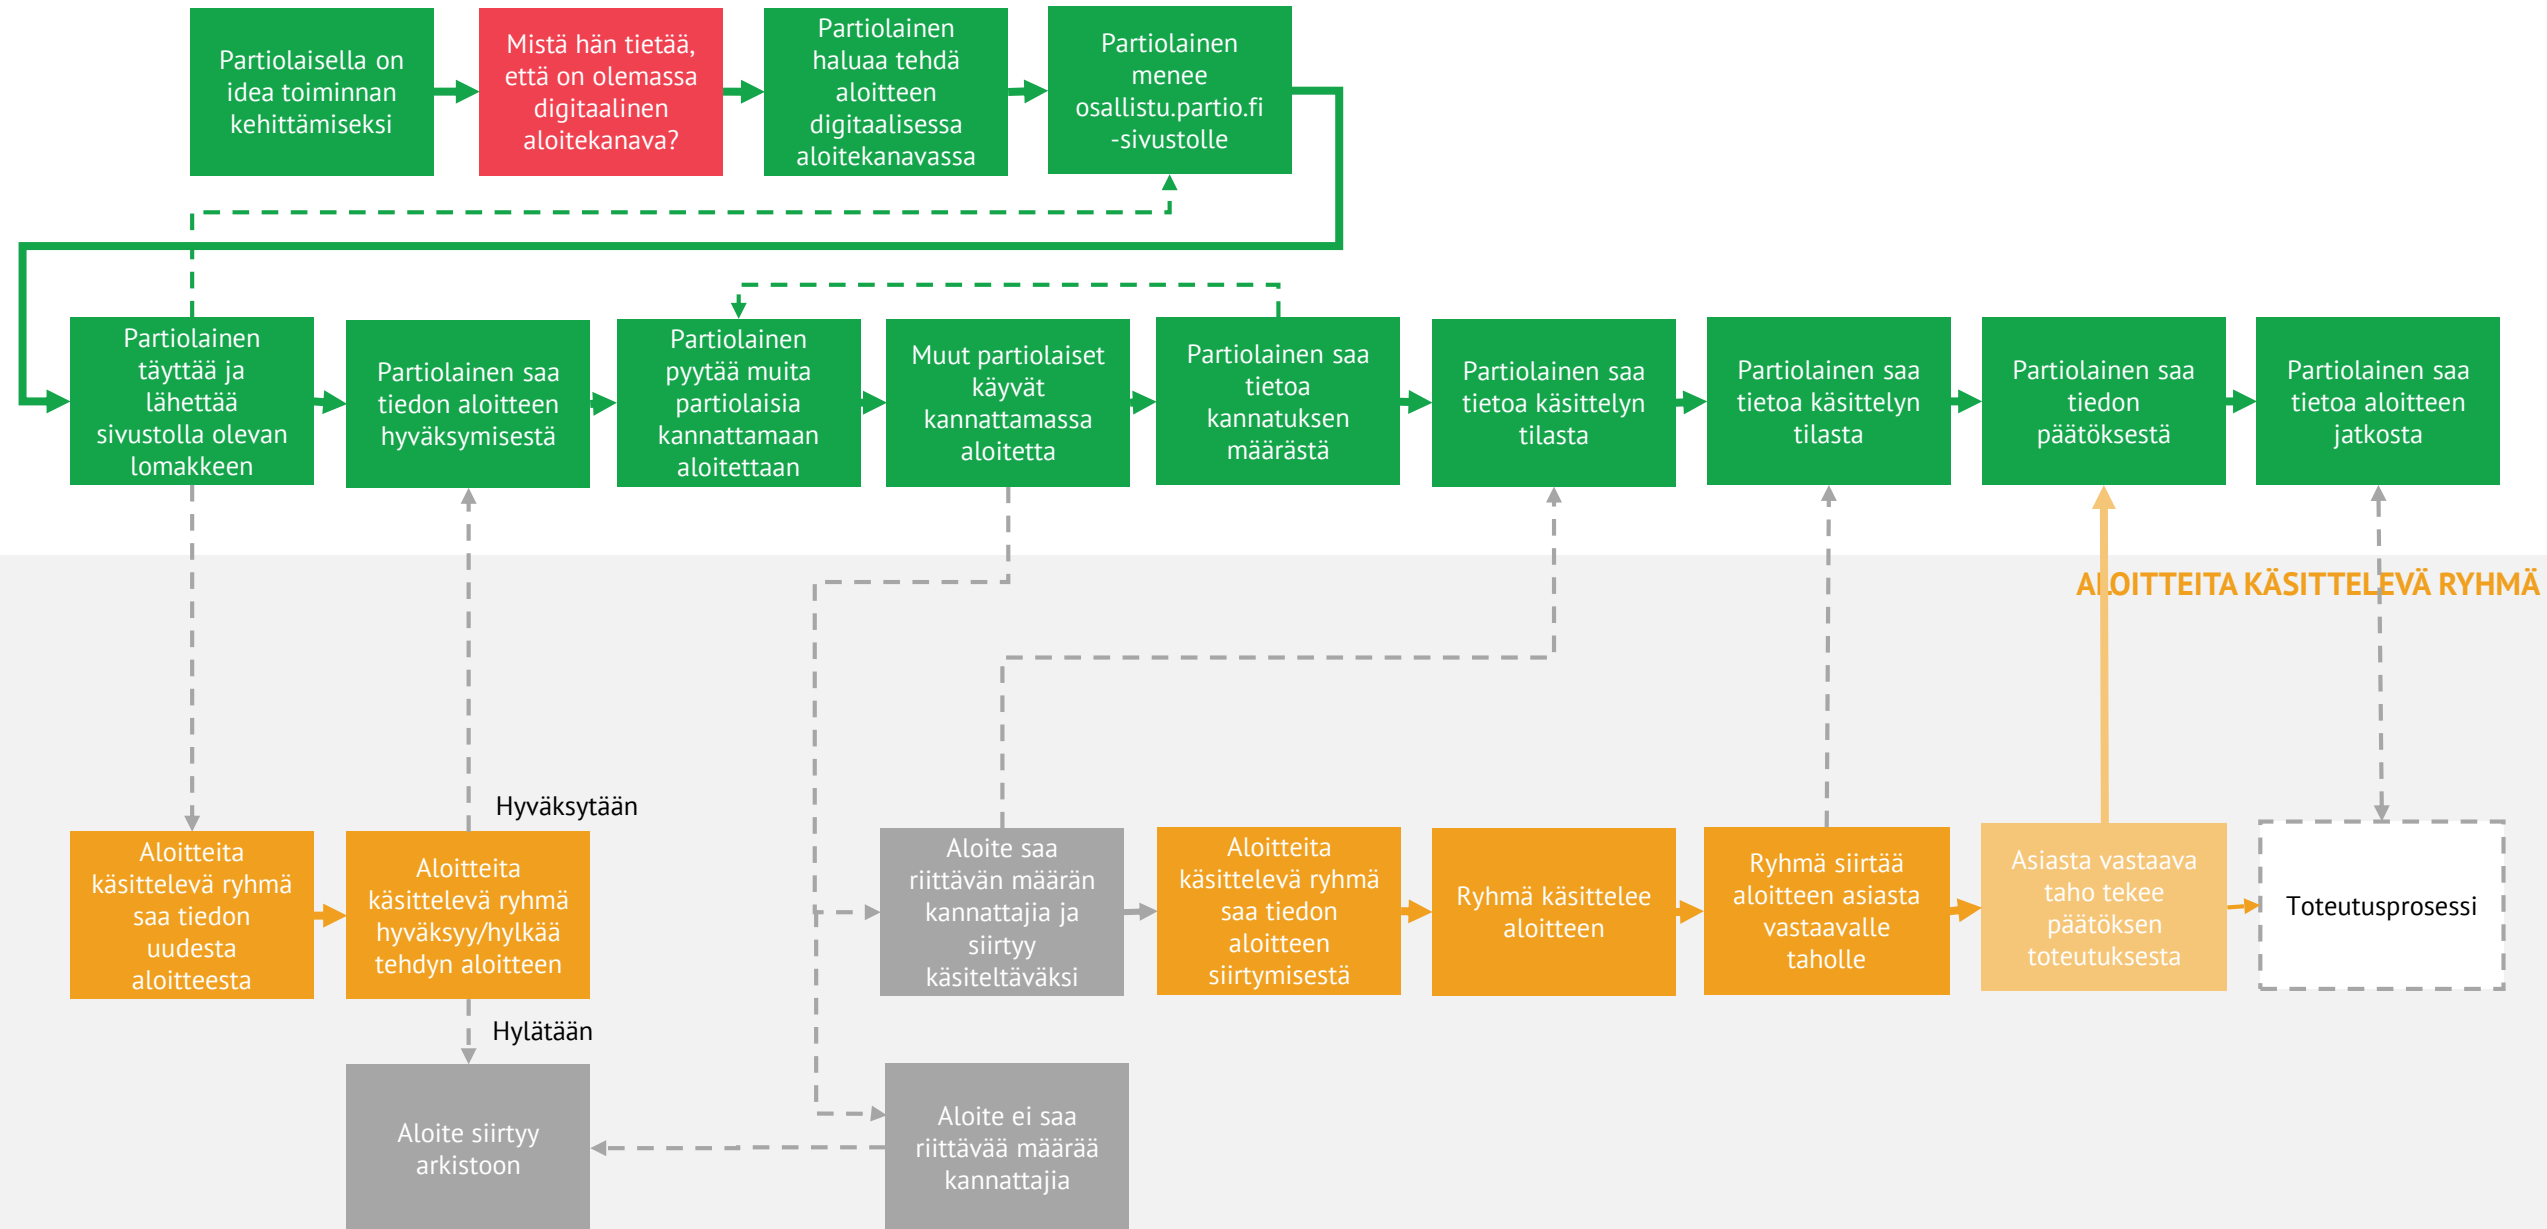 Partiolaisella on
idea toiminnan
kehittämiseksi
Mistä hän tietää,
että on olemassa
digitaalinen
aloitekanava?
Partiolainen
haluaa tehdä
aloitteen
digitaalisessa
aloitekanavassa
Partiolainen
menee
osallistu.partio.fi
-sivustolle
Partiolainen
täyttää ja
lähettää
sivustolla olevan
lomakkeen
Partiolainen saa
tiedon aloitteen
hyväksymisestä
Partiolainen
pyytää muita
partiolaisia
kannattamaan
aloitettaan
Muut partiolaiset
käyvät
kannattamassa
aloitetta
Partiolainen saa
tietoa
kannatuksen
määrästä
Partiolainen saa
tietoa käsittelyn
tilasta
Partiolainen saa
tietoa käsittelyn
tilasta
Partiolainen saa
tiedon
päätöksestä
Partiolainen saa
tietoa aloitteen
jatkosta
ALOITTEITA KÄSITTELEVÄ RYHMÄ
Hyväksytään
Aloitteita
käsittelevä ryhmä
saa tiedon
uudesta
aloitteesta
Aloitteita
käsittelevä ryhmä
hyväksyy/hylkää
tehdyn aloitteen
Aloite saa
riittävän määrän
kannattajia ja
siirtyy
käsiteltäväksi
Aloitteita
käsittelevä ryhmä
saa tiedon
aloitteen
siirtymisestä
Ryhmä käsittelee
aloitteen
Ryhmä siirtää
aloitteen asiasta
vastaavalle
taholle
Asiasta vastaava
taho tekee
päätöksen
toteutuksesta
Toteutusprosessi
Hylätään
Aloite siirtyy
arkistoon
Aloite ei saa
riittävää määrää
kannattajia